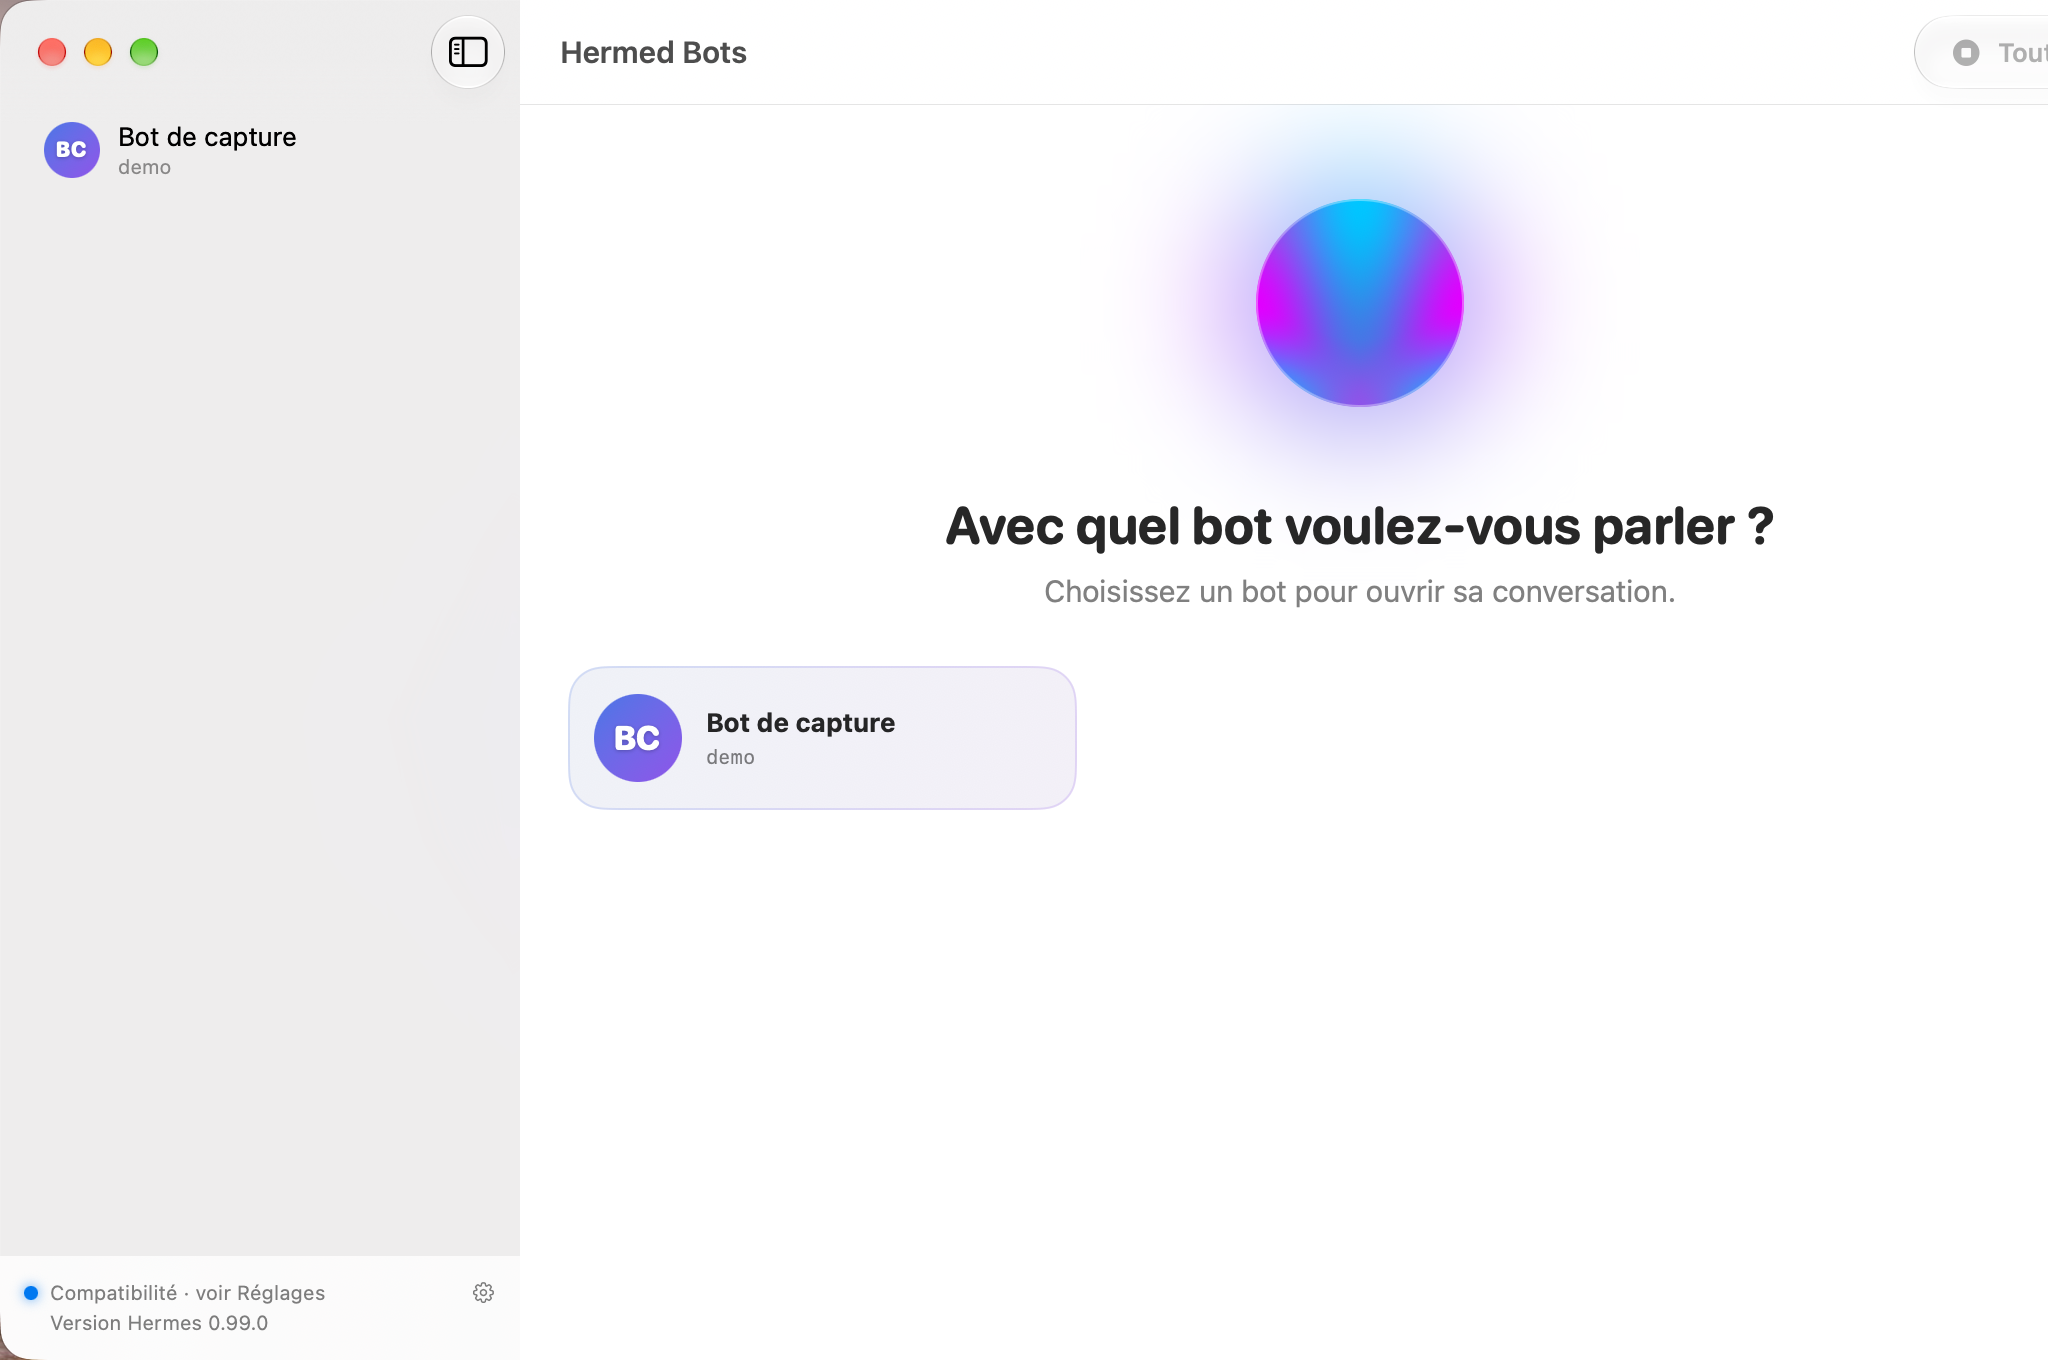 Hermed Bots
Tout
BC
Bot de capture
demo
Avec quel bot voulez-vous parler ?
Choisissez un bot pour ouvrir sa conversation.
BC
Bot de capture
demo
Compatibilité · voir Réglages
Version Hermes 0.99.0